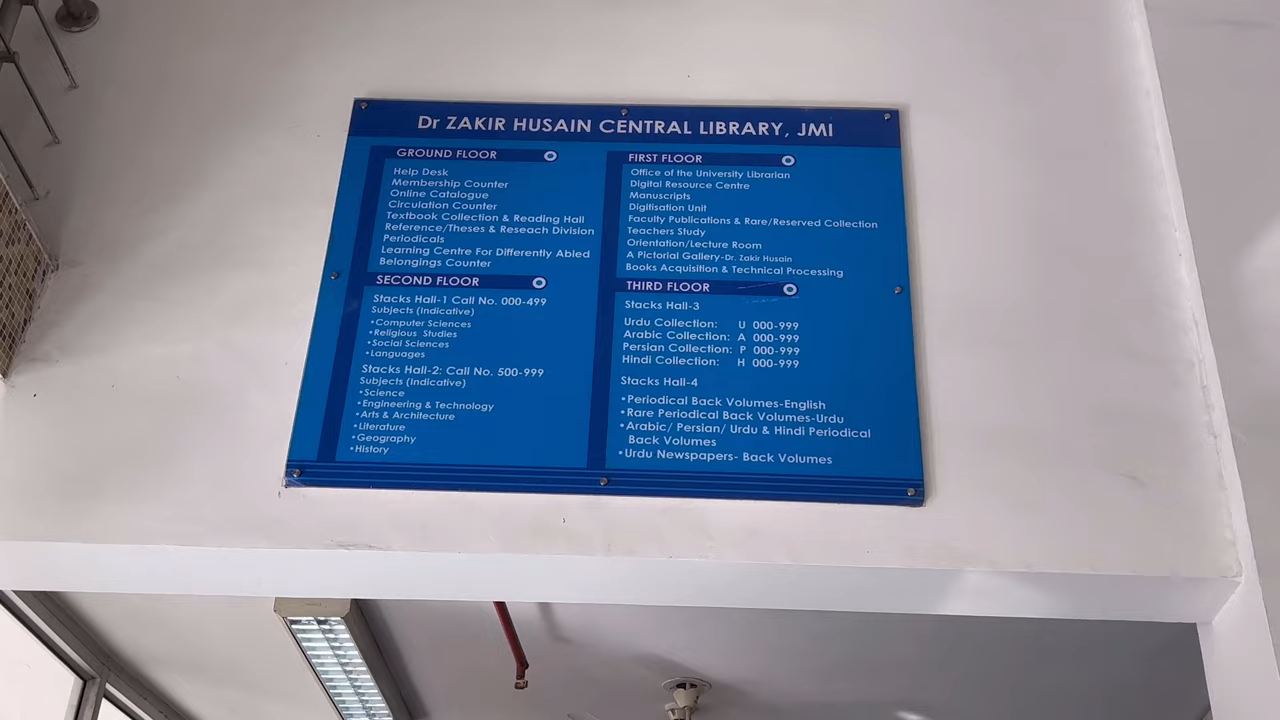 Dr ZAKIR HUSAIN CENTRAL LIBRARY, JMI
GROUND FLOOR
Help Desk
Membership Counter
Online Catalogue
Circulation Counter
Textbook Collection & Reading Hall
Reference/Theses & Reseach Division
Periodicals
Learning Centre For Differently Abled
Belongings Counter
FIRST FLOOR
Office of the University Librarian
Digital Resource Centre
Manuscripts
Digitisation Unit
Faculty Publications & Rare/Reserved Collection
Teachers Study
Orientation/Lecture Room
A Pictorial Gallery-Dr. Zakir Husain
Books Acquisition & Technical Processing
SECOND FLOOR
Stacks Hall-1 Call No. 000-499
Subjects (Indicative)
•Computer Sciences
•Religious Studies
•Social Sciences
•Languages
Stacks Hall-2: Call No. 500-999
Subjects (Indicative)
•Science
•Engineering & Technology
•Arts & Architecture
•Literature
•Geography
•History
THIRD FLOOR
Stacks Hall-3
Urdu Collection: U 000-999
Arabic Collection: A 000-999
Persian Collection: P 000-999
Hindi Collection: H 000-999
Stacks Hall-4
•Periodical Back Volumes-English
•Rare Periodical Back Volumes-Urdu
•Arabic/ Persian/ Urdu & Hindi Periodical
Back Volumes
•Urdu Newspapers- Back Volumes